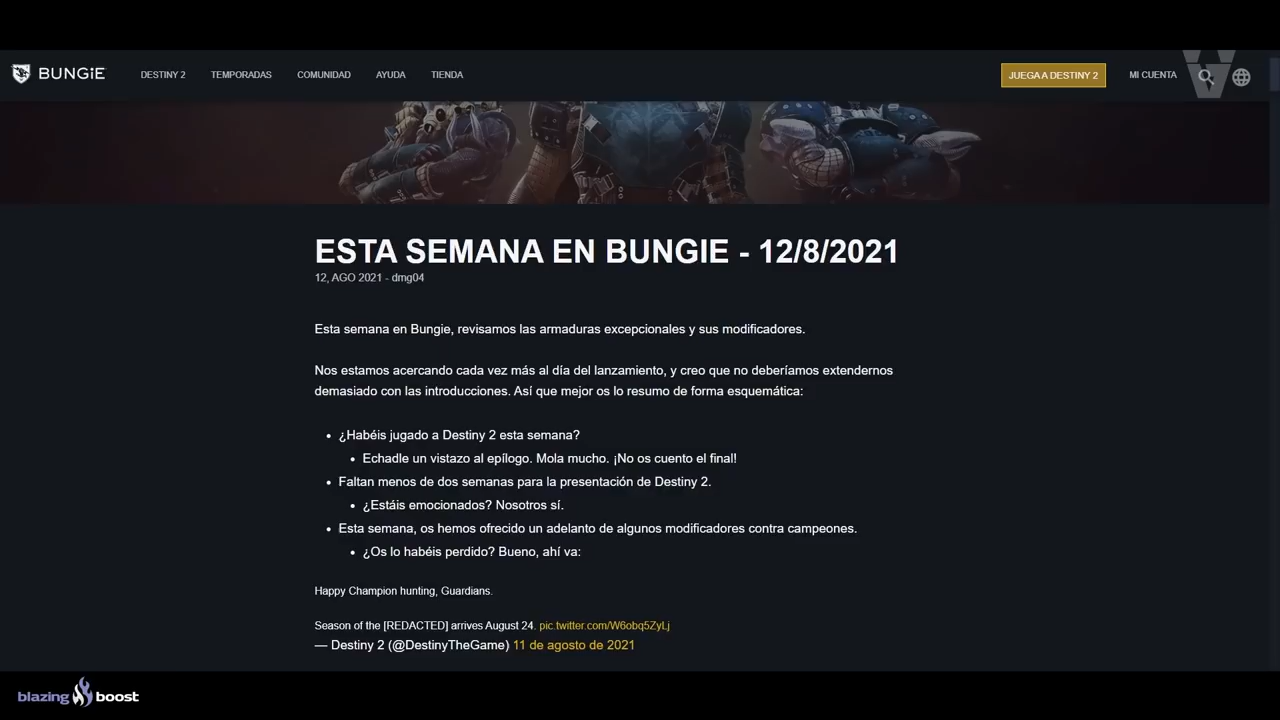 BUNGiE DESTINY 2 TEMPORADAS COMUNIDAD AYUDA TIENDA JUEGA A DESTINY 2 MI CUENTA
ESTA SEMANA EN BUNGIE - 12/8/2021
12, AGO 2021 - dmg04
Esta semana en Bungie, revisamos las armaduras excepcionales y sus modificadores.
Nos estamos acercando cada vez más al día del lanzamiento, y creo que no deberíamos extendernos
demasiado con las introducciones. Así que mejor os lo resumo de forma esquemática:
• ¿Habéis jugado a Destiny 2 esta semana?
• Echadle un vistazo al epílogo. Mola mucho. ¡No os cuento el final!
• Faltan menos de dos semanas para la presentación de Destiny 2.
• ¿Estáis emocionados? Nosotros sí.
• Esta semana, os hemos ofrecido un adelanto de algunos modificadores contra campeones.
• ¿Os lo habéis perdido? Bueno, ahí va:
Happy Champion hunting, Guardians.
Season of the [REDACTED] arrives August 24. pic.twitter.com/W6obq5ZyLj
— Destiny 2 (@DestinyTheGame) 11 de agosto de 2021
blazing boost